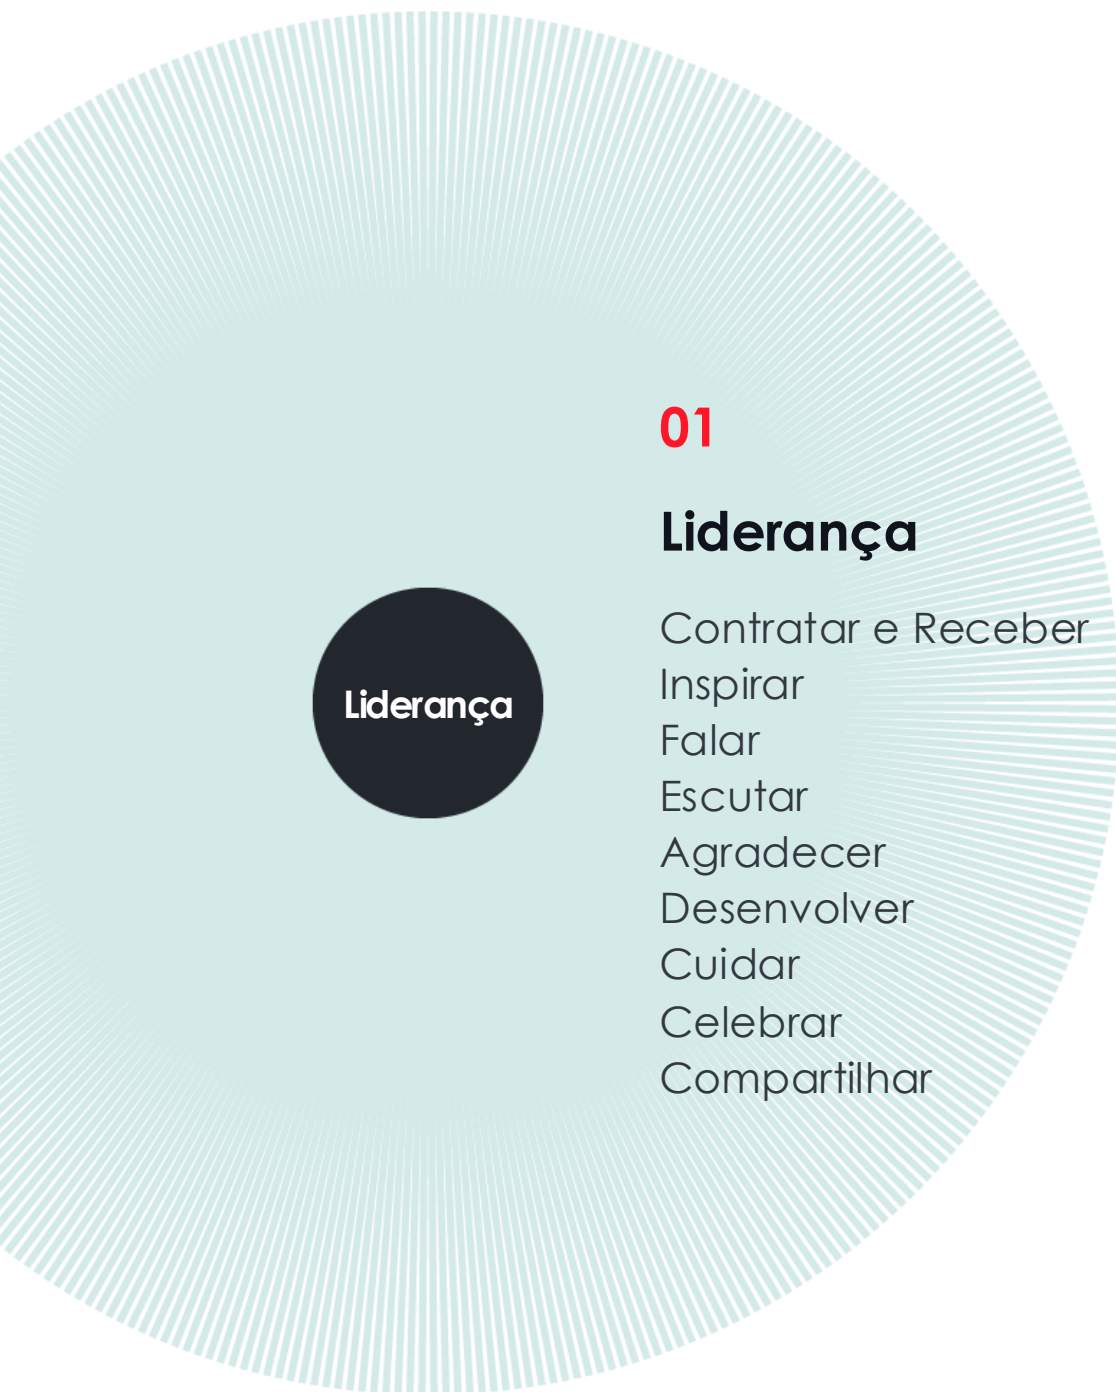 01
Liderança
Liderança
Contratar e Receber
Inspirar
Falar
Escutar
Agradecer
Desenvolver
Cuidar
Celebrar
Compartilhar